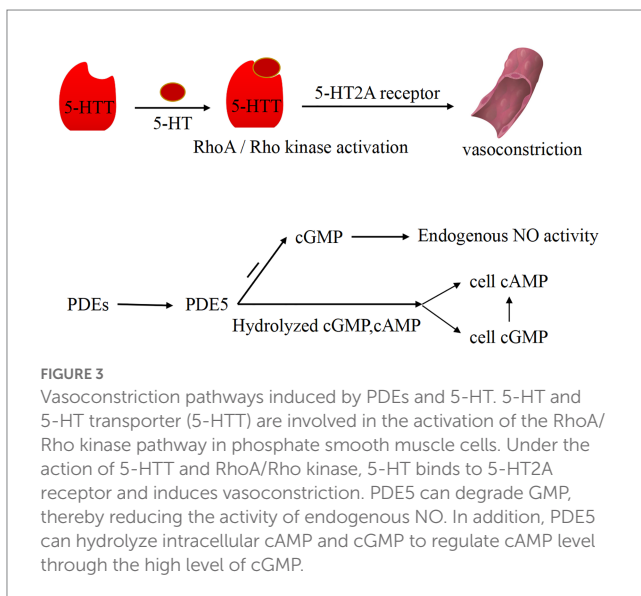 5-HTT
5-HT
5-HTT
RhoA / Rho kinase activation
5-HT2A receptor
vasoconstriction
cGMP
Endogenous NO activity
PDEs
PDE5
Hydrolyzed cGMP,cAMP
cell cAMP
cell cGMP
FIGURE 3
Vasoconstriction pathways induced by PDEs and 5-HT. 5-HT and
5-HT transporter (5-HTT) are involved in the activation of the RhoA/
Rho kinase pathway in phosphate smooth muscle cells. Under the
action of 5-HTT and RhoA/Rho kinase, 5-HT binds to 5-HT2A
receptor and induces vasoconstriction. PDE5 can degrade GMP,
thereby reducing the activity of endogenous NO. In addition, PDE5
can hydrolyze intracellular cAMP and cGMP to regulate cAMP level
through the high level of cGMP.